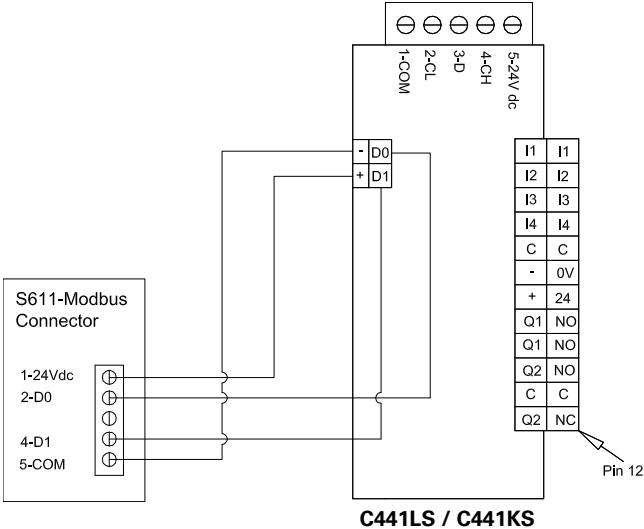 1-COM
2-CL
3-D
4-CH
5-24V dc
- D0
+ D1
I1 I1
I2 I2
I3 I3
I4 I4
C C
- 0V
+ 24
Q1 NO
Q1 NO
Q2 NO
C C
Q2 NC
Pin 12
S611-Modbus
Connector
1-24Vdc
2-D0
4-D1
5-COM
C441LS / C441KS